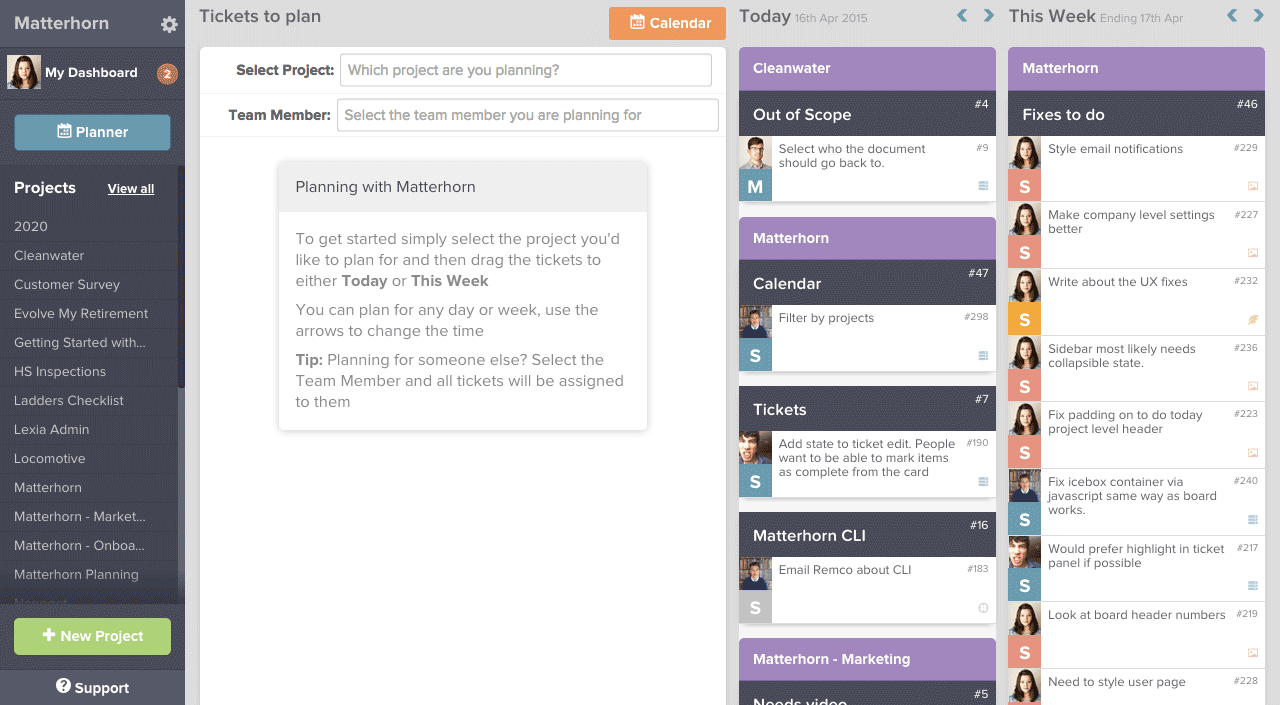 Matterhorn
My Dashboard 2
Planner
Projects View all
2020
Cleanwater
Customer Survey
Evolve My Retirement
Getting Started with...
HS Inspections
Ladders Checklist
Lexia Admin
Locomotive
Matterhorn
Matterhorn - Market...
Matterhorn - Onboa...
Matterhorn Planning
New Project
Support
Tickets to plan
Calendar
Select Project: Which project are you planning?
Team Member: Select the team member you are planning for
Planning with Matterhorn
To get started simply select the project you'd
like to plan for and then drag the tickets to
either Today or This Week
You can plan for any day or week, use the
arrows to change the time
Tip: Planning for someone else? Select the
Team Member and all tickets will be assigned
to them
Today 16th Apr 2015
Cleanwater
#4
Out of Scope
Select who the document #9
should go back to.
M
Matterhorn
#47
Calendar
Filter by projects #298
S
#7
Tickets
Add state to ticket edit. People #190
want to be able to mark items
as complete from the card
S
#16
Matterhorn CLI
Email Remco about CLI #183
S
Matterhorn - Marketing
#5
Needs video
This Week Ending 17th Apr
Matterhorn
#46
Fixes to do
Style email notifications #229
S
Make company level settings #227
better
S
Write about the UX fixes #232
S
Sidebar most likely needs #236
collapsible state.
S
Fix padding on to do today #223
project level header
S
Fix icebox container via #240
javascript same way as board
works.
S
Would prefer highlight in ticket #217
panel if possible
S
Look at board header numbers #219
S
Need to style user page #228